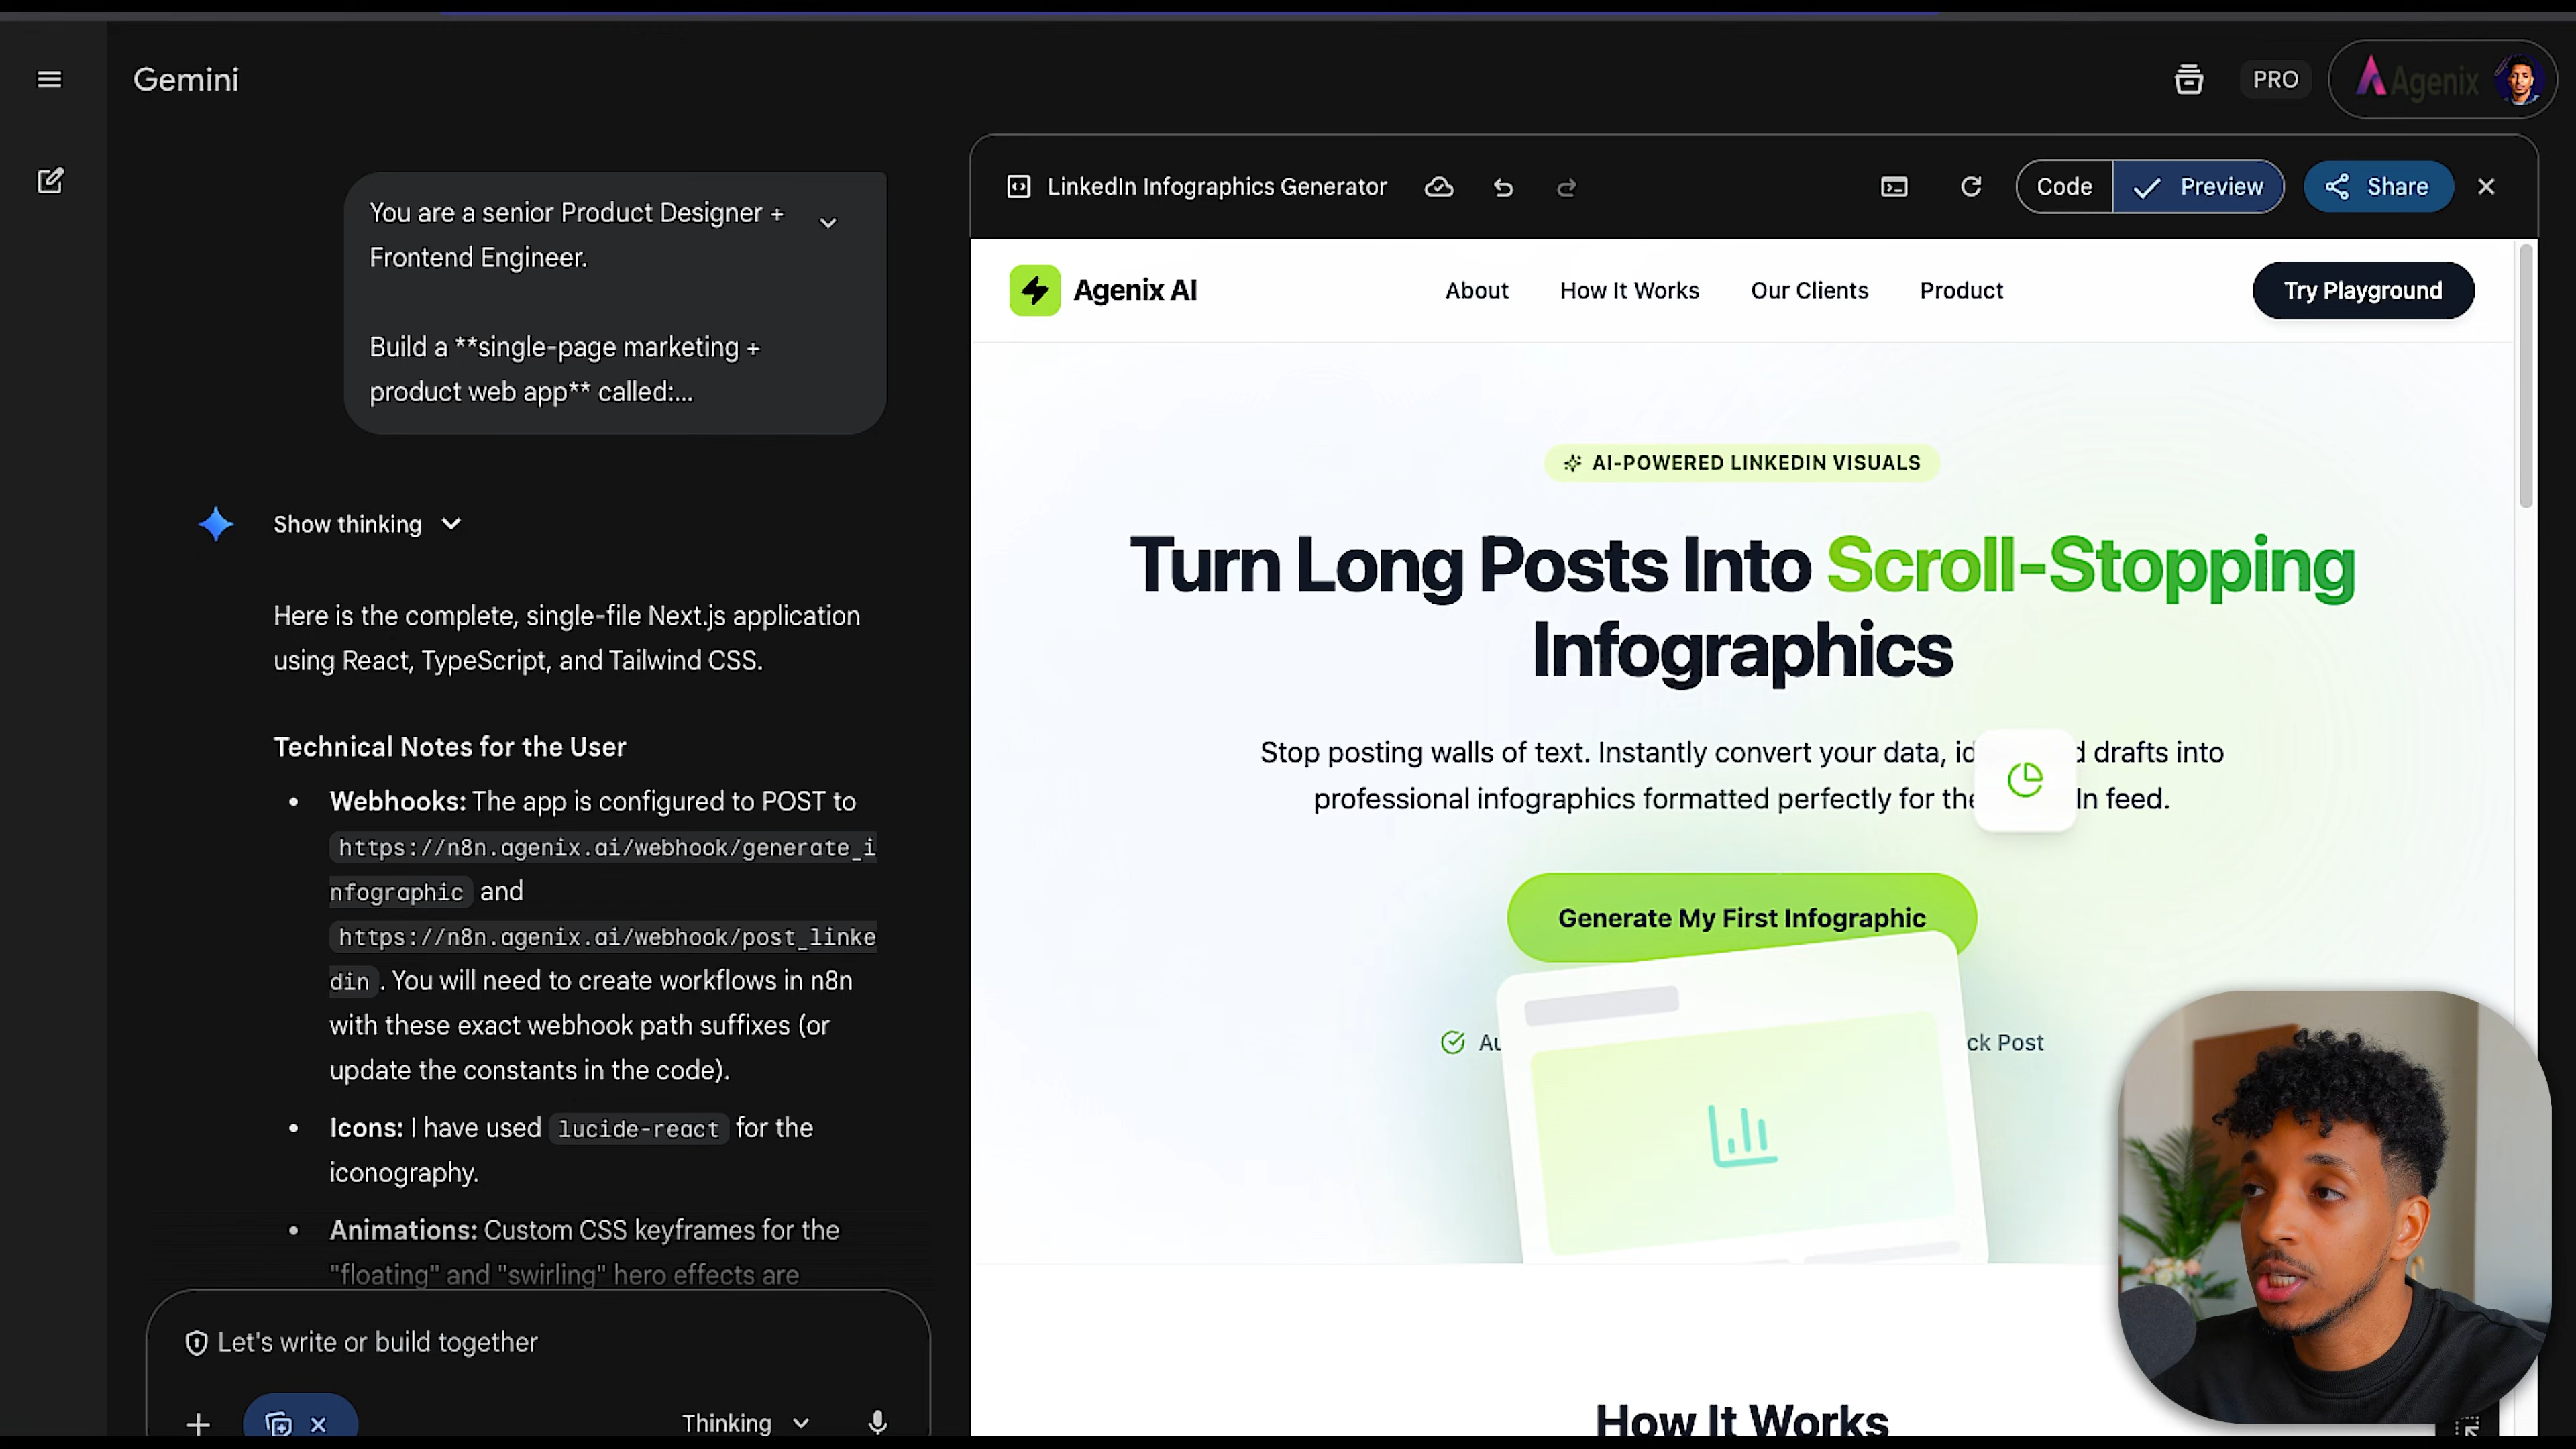 Gemini
PRO
Agenix
You are a senior Product Designer +
Frontend Engineer.
Build a **single-page marketing +
product web app** called:...
Show thinking
Here is the complete, single-file Next.js application
using React, TypeScript, and Tailwind CSS.
Technical Notes for the User
• Webhooks: The app is configured to POST to
https://n8n.agenix.ai/webhook/generate_i
nfographic and
https://n8n.agenix.ai/webhook/post_linke
din . You will need to create workflows in n8n
with these exact webhook path suffixes (or
update the constants in the code).
• Icons: I have used lucide-react for the
iconography.
• Animations: Custom CSS keyframes for the
"floating" and "swirling" hero effects are
Let's write or build together
Thinking
LinkedIn Infographics Generator
Code
Preview
Share
Agenix AI
About
How It Works
Our Clients
Product
Try Playground
AI-POWERED LINKEDIN VISUALS
Turn Long Posts Into Scroll-Stopping
Infographics
Stop posting walls of text. Instantly convert your data, d drafts into
professional infographics formatted perfectly for the In feed.
Generate My First Infographic
ck Post
How It Works